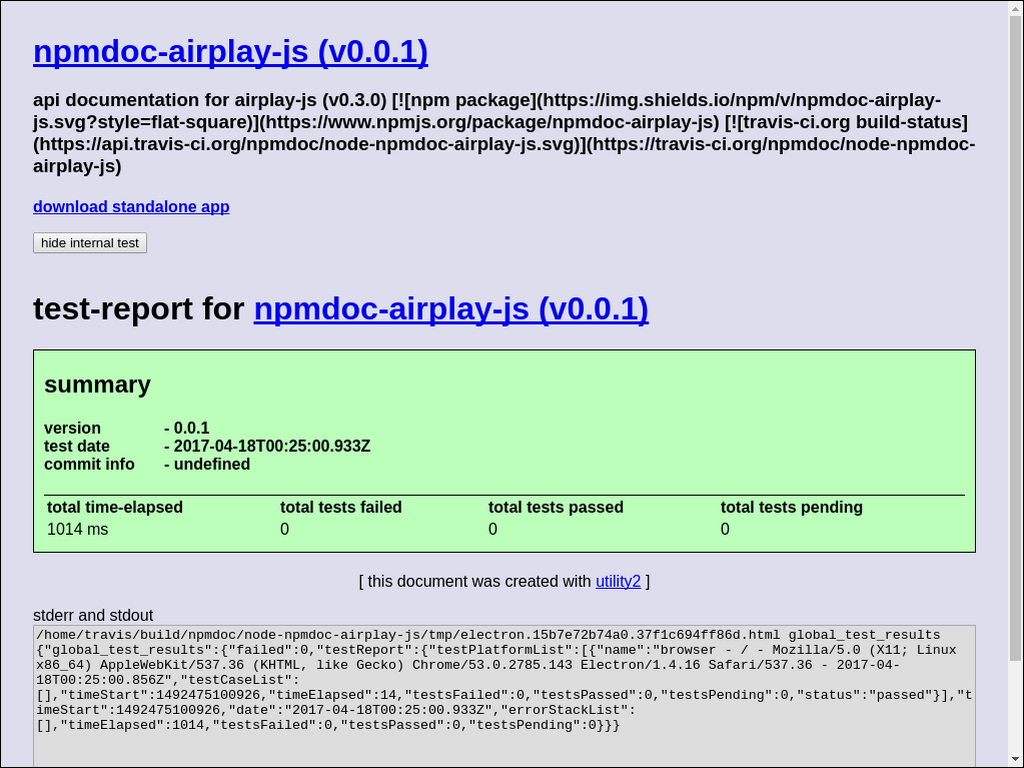 npmdoc-airplay-js (v0.0.1)
api documentation for airplay-js (v0.3.0) [![npm package](https://img.shields.io/npm/v/npmdoc-airplay-
js.svg?style=flat-square)](https://www.npmjs.org/package/npmdoc-airplay-js) [![travis-ci.org build-status]
(https://api.travis-ci.org/npmdoc/node-npmdoc-airplay-js.svg)](https://travis-ci.org/npmdoc/node-npmdoc-
airplay-js)
download standalone app
hide internal test
test-report for npmdoc-airplay-js (v0.0.1)
summary
version - 0.0.1
test date - 2017-04-18T00:25:00.933Z
commit info - undefined
total time-elapsed total tests failed total tests passed total tests pending
1014 ms 0 0 0
[ this document was created with utility2 ]
stderr and stdout
/home/travis/build/npmdoc/node-npmdoc-airplay-js/tmp/electron.15b7e72b74a0.37f1c694ff86d.html global_test_results
{"global_test_results":{"failed":0,"testReport":{"testPlatformList":[{"name":"browser - / - Mozilla/5.0 (X11; Linux
x86_64) AppleWebKit/537.36 (KHTML, like Gecko) Chrome/53.0.2785.143 Electron/1.4.16 Safari/537.36 - 2017-04-
18T00:25:00.856Z","testCaseList":
[],"timeStart":1492475100926,"timeElapsed":14,"testsFailed":0,"testsPassed":0,"testsPending":0,"status":"passed"}],"t
imeStart":1492475100926,"date":"2017-04-18T00:25:00.933Z","errorStackList":
[],"timeElapsed":1014,"testsFailed":0,"testsPassed":0,"testsPending":0}}}